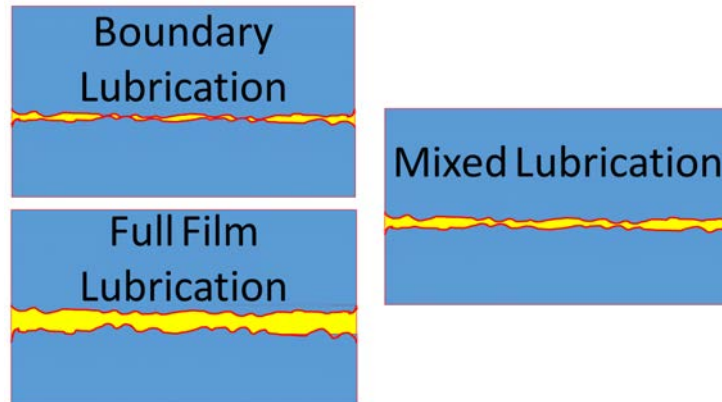 Boundary
Lubrication
Full Film
Lubrication
Mixed Lubrication